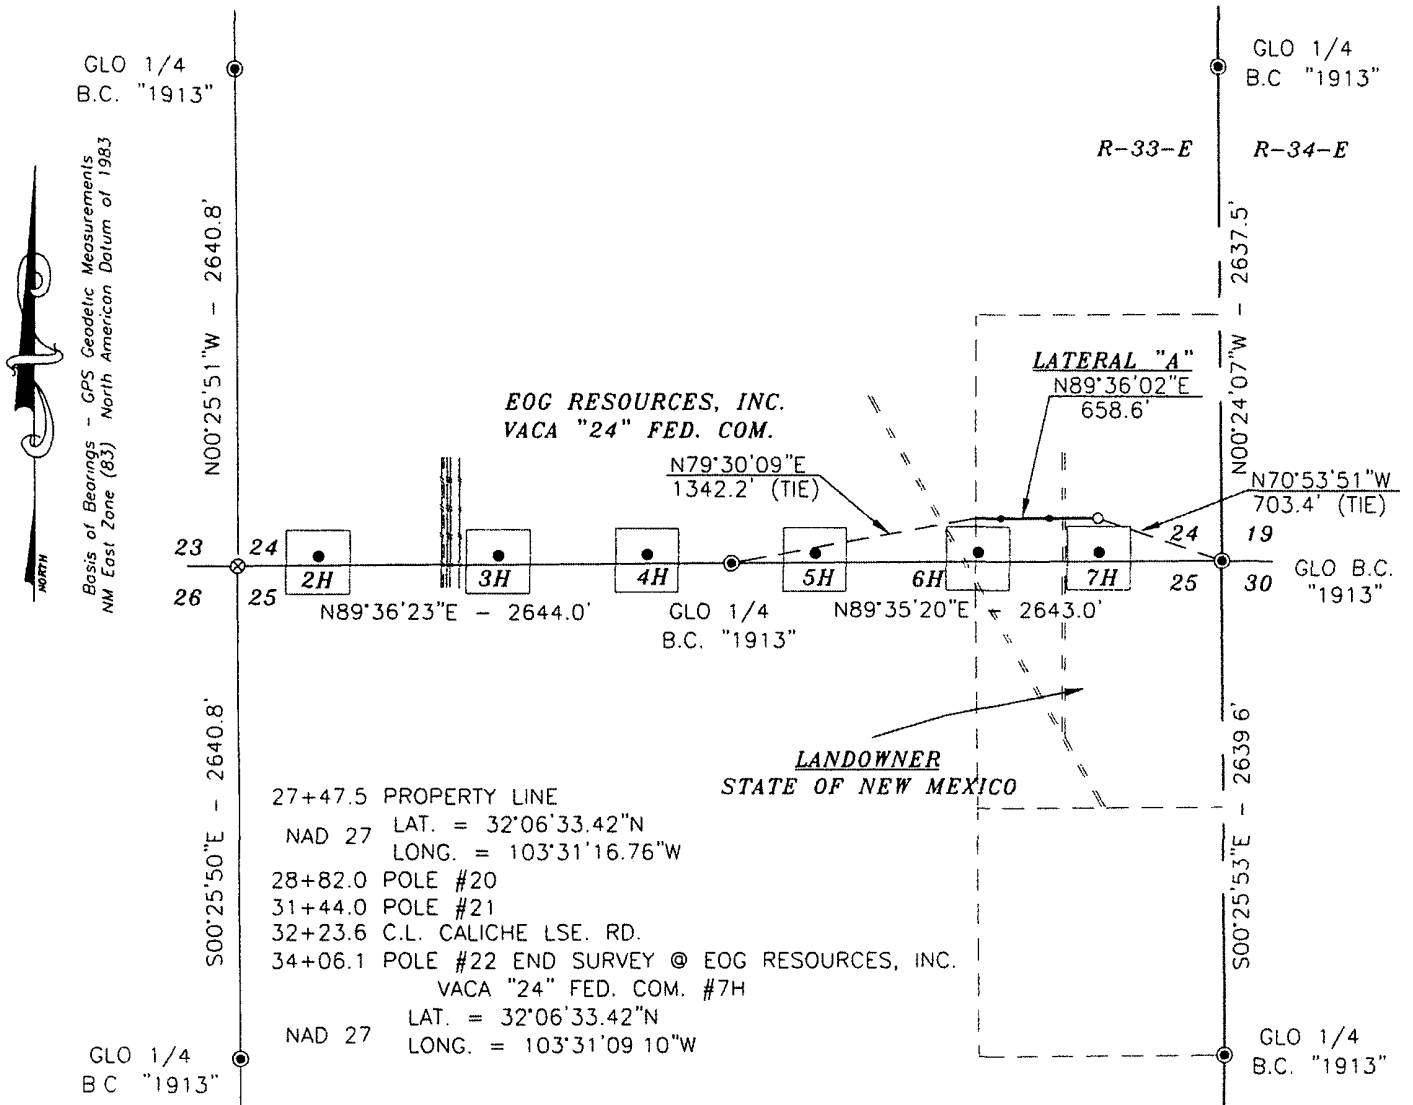 GLO 1/4
B.C. "1913"
GLO 1/4
B.C "1913"
R-33-E
R-34-E
Basis of Bearings - GPS Geodetic Measurements
NM East Zone (83) North American Datum of 1983
NORTH
N00°25'51"W - 2640.8'
N00°24'07"W - 2637.5'
LATERAL "A"
N89°36'02"E
658.6'
EOG RESOURCES, INC.
VACA "24" FED. COM.
N79°30'09"E
1342.2' (TIE)
N70°53'51"W
703.4' (TIE)
23
24
24
19
26
25
25
30
2H
3H
4H
5H
6H
7H
GLO B.C.
"1913"
N89°36'23"E - 2644.0'
GLO 1/4
B.C. "1913"
N89°35'20"E - 2643.0'
S00°25'50"E - 2640.8'
S00°25'53"E - 2639 6'
LANDOWNER
STATE OF NEW MEXICO
27+47.5 PROPERTY LINE
NAD 27
LAT. = 32°06'33.42"N
LONG. = 103°31'16.76"W
28+82.0 POLE #20
31+44.0 POLE #21
32+23.6 C.L. CALICHE LSE. RD.
34+06.1 POLE #22 END SURVEY @ EOG RESOURCES, INC.
VACA "24" FED. COM. #7H
NAD 27
LAT. = 32°06'33.42"N
LONG. = 103°31'09 10"W
GLO 1/4
B C "1913"
GLO 1/4
B.C. "1913"